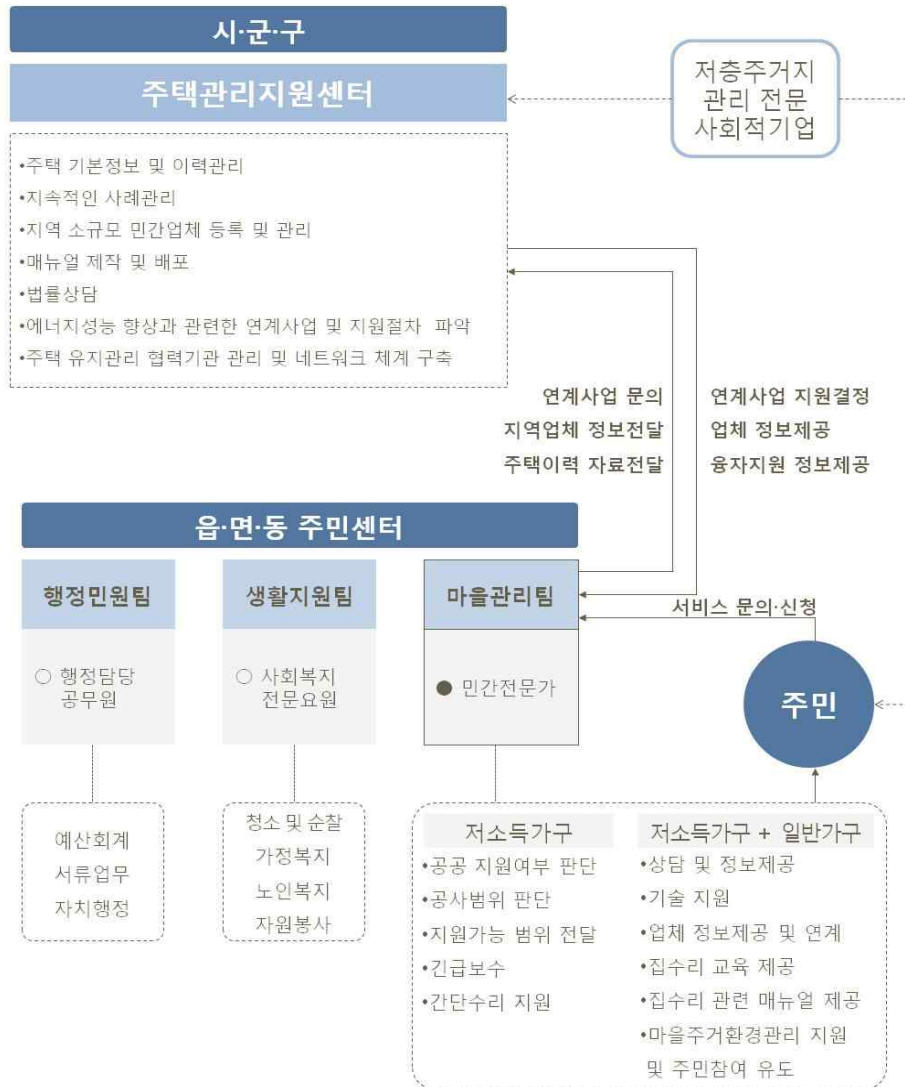 시·군·구
주택관리지원센터
저층주거지
관리 전문
사회적기업
•주택 기본정보 및 이력관리
•지속적인 사례관리
•지역 소규모 민간업체 등록 및 관리
•매뉴얼 제작 및 배포
•법률상담
•에너지성능 향상과 관련한 연계사업 및 지원절차 파악
•주택 유지관리 협력기관 관리 및 네트워크 체계 구축
연계사업 문의
지역업체 정보전달
주택이력 자료전달
연계사업 지원결정
업체 정보제공
융자지원 정보제공
읍·면·동 주민센터
행정민원팀
생활지원팀
마을관리팀
서비스 문의·신청
○ 행정담당
공무원
○ 사회복지
전문요원
● 민간전문가
주민
예산회계
서류업무
자치행정
청소 및 순찰
가정복지
노인복지
자원봉사
저소득가구
•공공 지원여부 판단
•공사범위 판단
•지원가능 범위 전달
•긴급보수
•간단수리 지원
저소득가구 + 일반가구
•상담 및 정보제공
•기술 지원
•업체 정보제공 및 연계
•집수리 교육 제공
•집수리 관련 매뉴얼 제공
•마을주거환경관리 지원
및 주민참여 유도